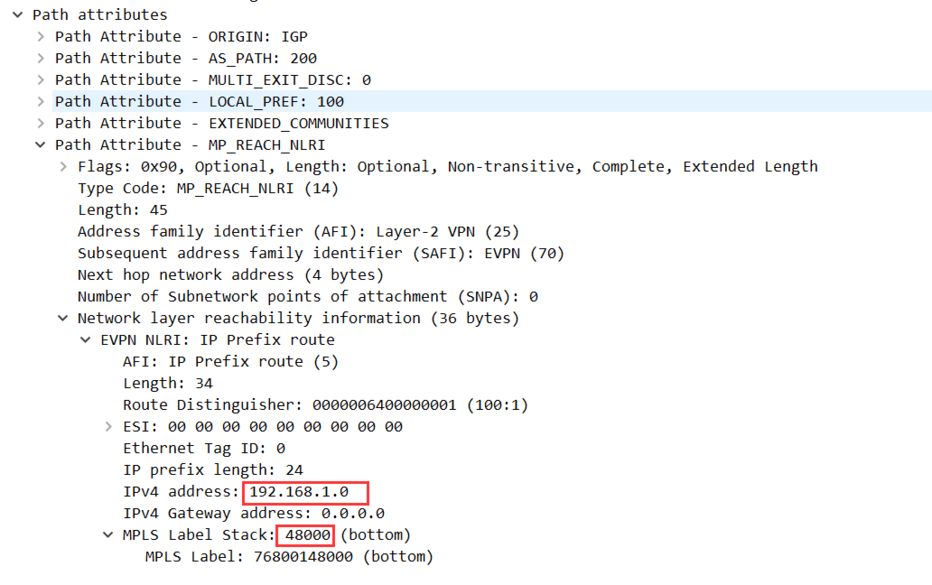 Path attributes
Path Attribute - ORIGIN: IGP
Path Attribute - AS_PATH: 200
Path Attribute - MULTI_EXIT_DISC: 0
Path Attribute - LOCAL_PREF: 100
Path Attribute - EXTENDED_COMMUNITIES
Path Attribute - MP_REACH_NLRI
Flags: 0x90, Optional, Length: Optional, Non-transitive, Complete, Extended Length
Type Code: MP_REACH_NLRI (14)
Length: 45
Address family identifier (AFI): Layer-2 VPN (25)
Subsequent address family identifier (SAFI): EVPN (70)
Next hop network address (4 bytes)
Number of Subnetwork points of attachment (SNPA): 0
Network layer reachability information (36 bytes)
EVPN NLRI: IP Prefix route
AFI: IP Prefix route (5)
Length: 34
Route Distinguisher: 0000006400000001 (100:1)
ESI: 00 00 00 00 00 00 00 00 00
Ethernet Tag ID: 0
IP prefix length: 24
IPv4 address: 192.168.1.0
IPv4 Gateway address: 0.0.0.0
MPLS Label Stack: 48000 (bottom)
MPLS Label: 76800148000 (bottom)